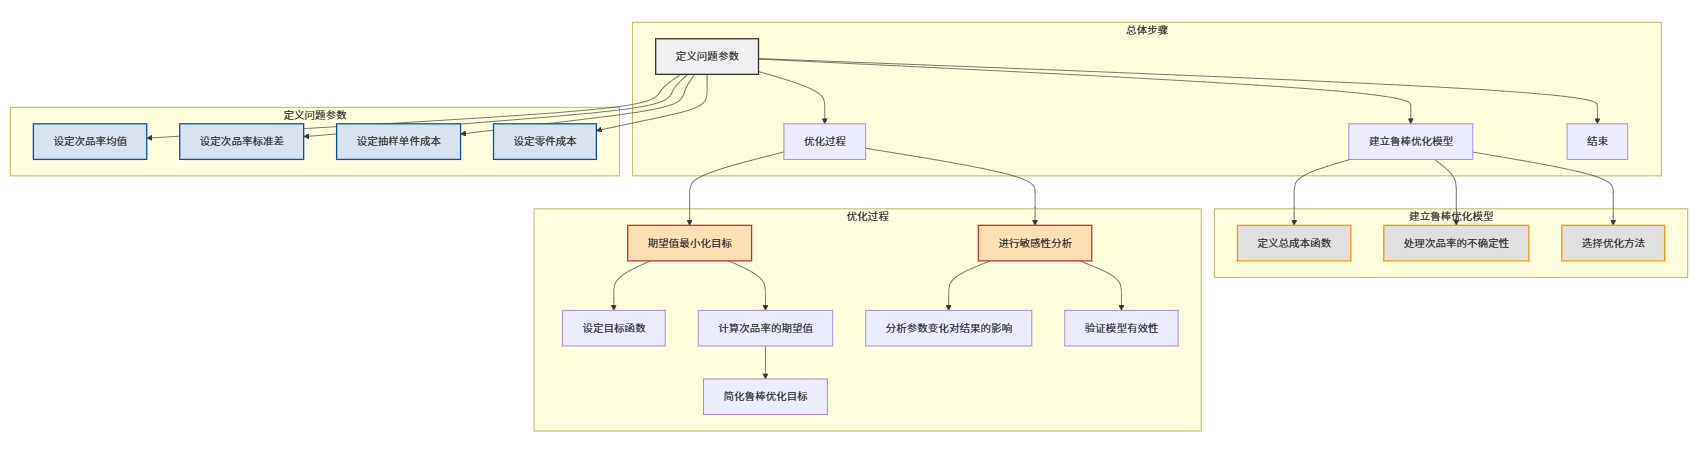 总体步骤
定义问题参数
定义问题参数
设定次品率均值
设定次品率标准差
设定抽样单件成本
设定零件成本
优化过程
建立鲁棒优化模型
结束
优化过程
建立鲁棒优化模型
期望值最小化目标
进行敏感性分析
定义总成本函数
处理次品率的不确定性
选择优化方法
设定目标函数
计算次品率的期望值
分析参数变化对结果的影响
验证模型有效性
简化鲁棒优化目标